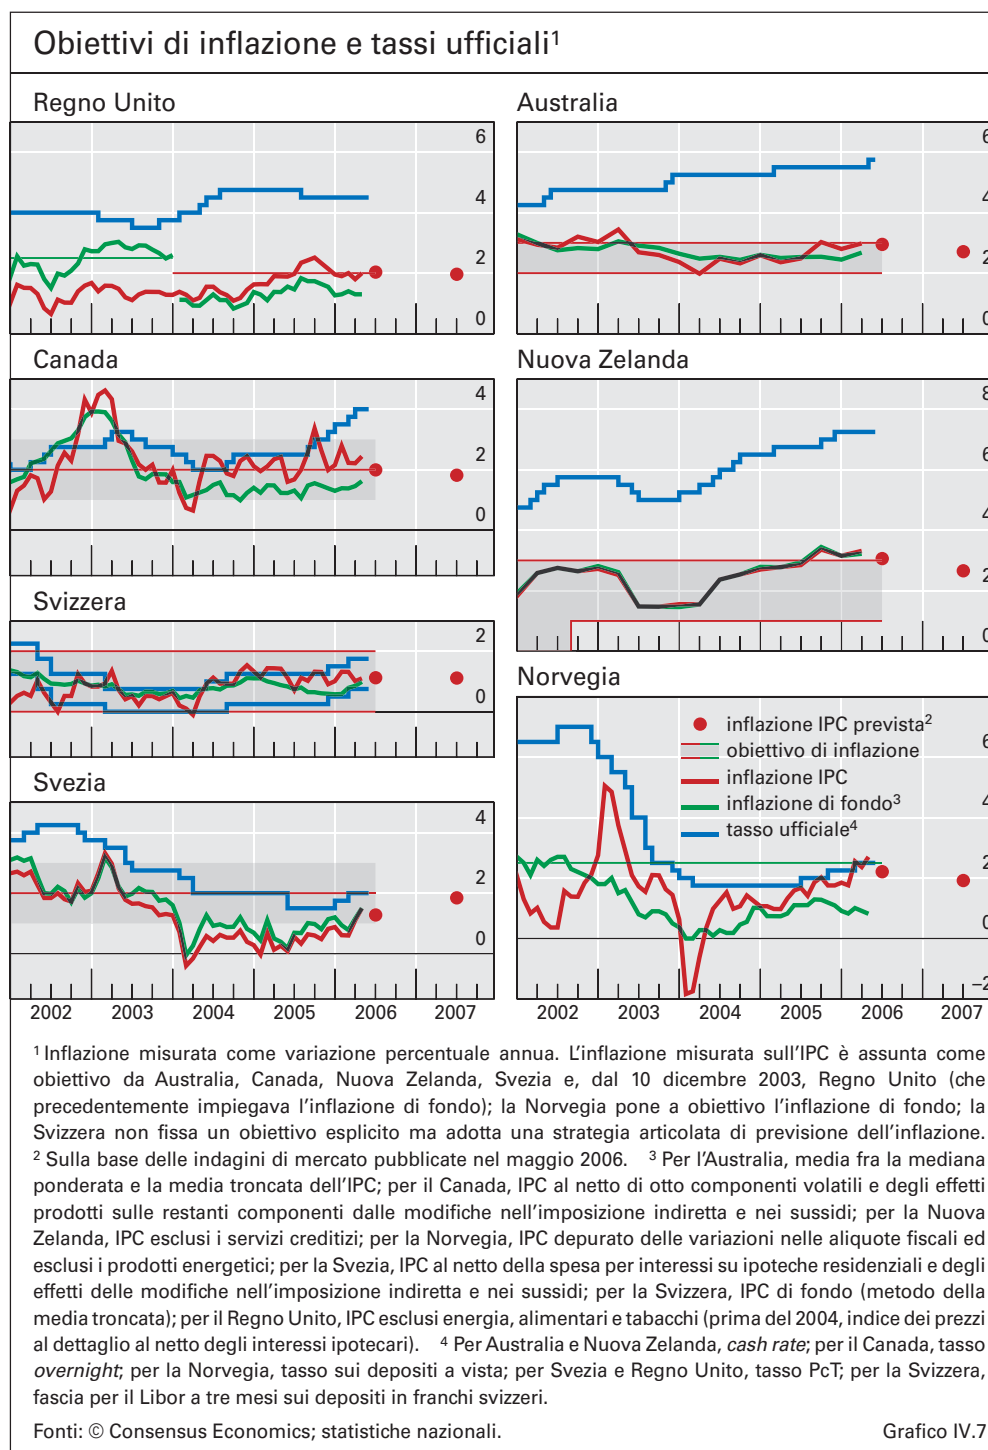 Obiettivi di inflazione e tassi ufficiali¹
Regno Unito
6
4
2
0
Australia
6
4
2
0
Canada
4
2
0
Nuova Zelanda
8
6
4
2
0
Svizzera
2
0
Norvegia
6
4
2
0
–2
inflazione IPC prevista²
obiettivo di inflazione
inflazione IPC
inflazione di fondo³
tasso ufficiale⁴
Svezia
4
2
0
2002 2003 2004 2005 2006 2007
2002 2003 2004 2005 2006 2007
¹ Inflazione misurata come variazione percentuale annua. L'inflazione misurata sull'IPC è assunta come
obiettivo da Australia, Canada, Nuova Zelanda, Svezia e, dal 10 dicembre 2003, Regno Unito (che
precedentemente impiegava l'inflazione di fondo); la Norvegia pone a obiettivo l'inflazione di fondo; la
Svizzera non fissa un obiettivo esplicito ma adotta una strategia articolata di previsione dell'inflazione.
² Sulla base delle indagini di mercato pubblicate nel maggio 2006. ³ Per l'Australia, media fra la mediana
ponderata e la media troncata dell'IPC; per il Canada, IPC al netto di otto componenti volatili e degli effetti
prodotti sulle restanti componenti dalle modifiche nell'imposizione indiretta e nei sussidi; per la Nuova
Zelanda, IPC esclusi i servizi creditizi; per la Norvegia, IPC depurato delle variazioni nelle aliquote fiscali ed
esclusi i prodotti energetici; per la Svezia, IPC al netto della spesa per interessi su ipoteche residenziali e degli
effetti delle modifiche nell'imposizione indiretta e nei sussidi; per la Svizzera, IPC di fondo (metodo della
media troncata); per il Regno Unito, IPC esclusi energia, alimentari e tabacchi (prima del 2004, indice dei prezzi
al dettaglio al netto degli interessi ipotecari). ⁴ Per Australia e Nuova Zelanda, cash rate; per il Canada, tasso
overnight; per la Norvegia, tasso sui depositi a vista; per Svezia e Regno Unito, tasso PcT; per la Svizzera,
fascia per il Libor a tre mesi sui depositi in franchi svizzeri.
Fonti: © Consensus Economics; statistiche nazionali. Grafico IV.7